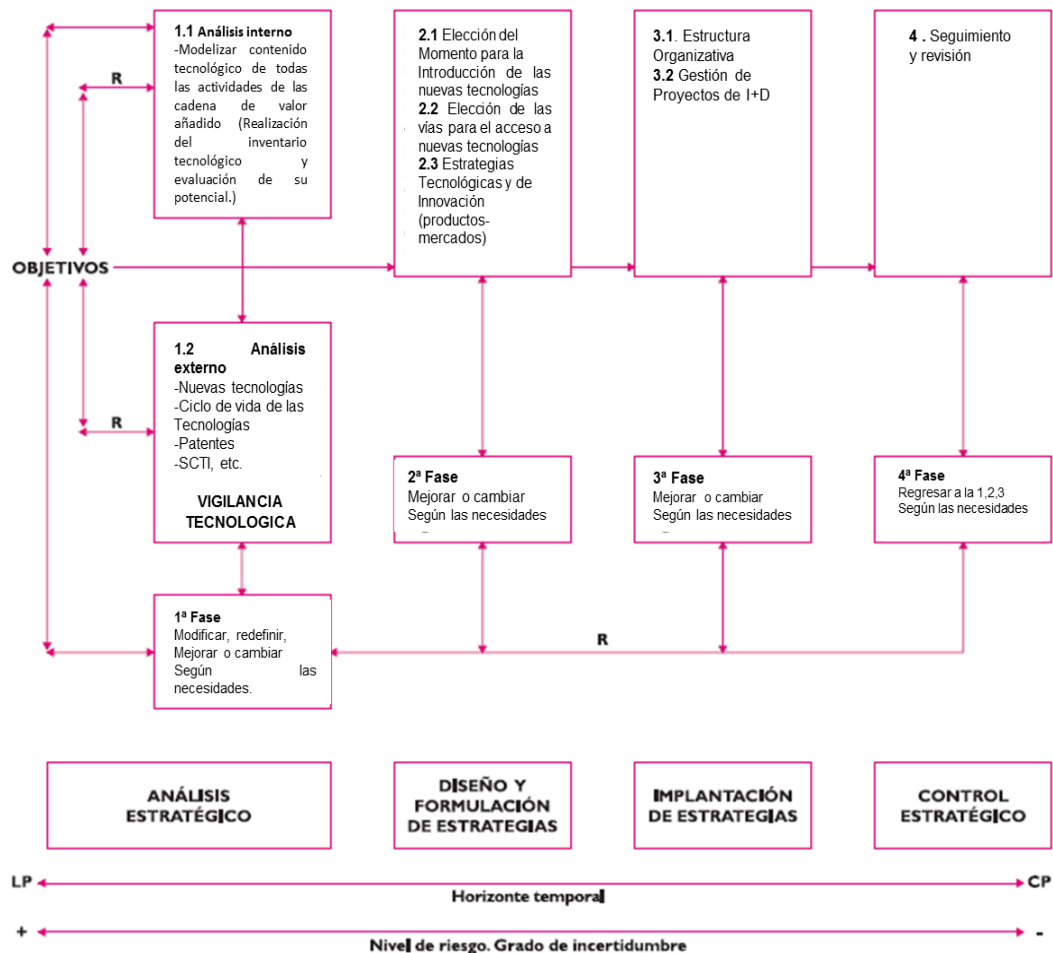 1.1 Análisis interno
-Modelizar contenido
tecnológico de todas
las actividades de las
cadena de valor
añadido (Realización
del inventario
tecnológico y
evaluación de su
potencial.)
2.1 Elección del
Momento para la
Introducción de las
nuevas tecnologías
2.2 Elección de las
vías para el acceso a
nuevas tecnologías
2.3 Estrategias
Tecnológicas y de
Innovación
(productos-
mercados)
3.1. Estructura
Organizativa
3.2 Gestión de
Proyectos de I+D
4 . Seguimiento
y revisión
R
OBJETIVOS
R
1.2 Análisis
externo
-Nuevas tecnologías
-Ciclo de vida de las
Tecnologías
-Patentes
-SCTI, etc.
VIGILANCIA
TECNOLOGICA
2ª Fase
Mejorar o cambiar
Según las necesidades
3ª Fase
Mejorar o cambiar
Según las necesidades
4ª Fase
Regresar a la 1,2,3
Según las necesidades
1ª Fase
Modificar, redefinir,
Mejorar o cambiar
Según las
necesidades.
R
ANÁLISIS
ESTRATÉGICO
DISEÑO Y
FORMULACIÓN
DE ESTRATEGIAS
IMPLANTACIÓN
DE ESTRATEGIAS
CONTROL
ESTRATÉGICO
LP
CP
Horizonte temporal
+
-
Nivel de riesgo. Grado de incertidumbre